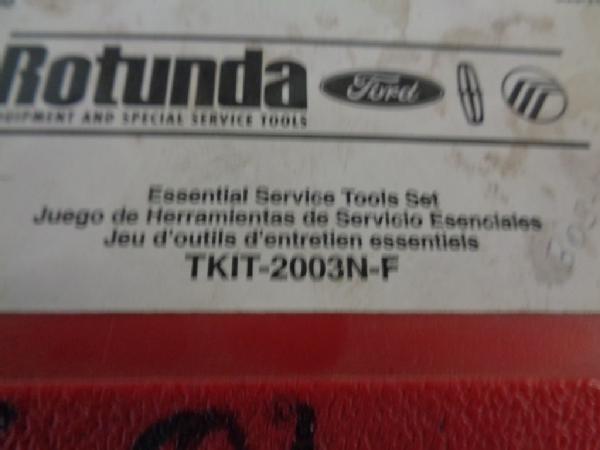 Rotunda
Ford
EQUIPMENT AND SPECIAL SERVICE TOOLS
Essential Service Tools Set
Juego de Herramientas de Servicio Esenciales
Jeu d'outils d'entretien essentiels
TKIT-2003N-F